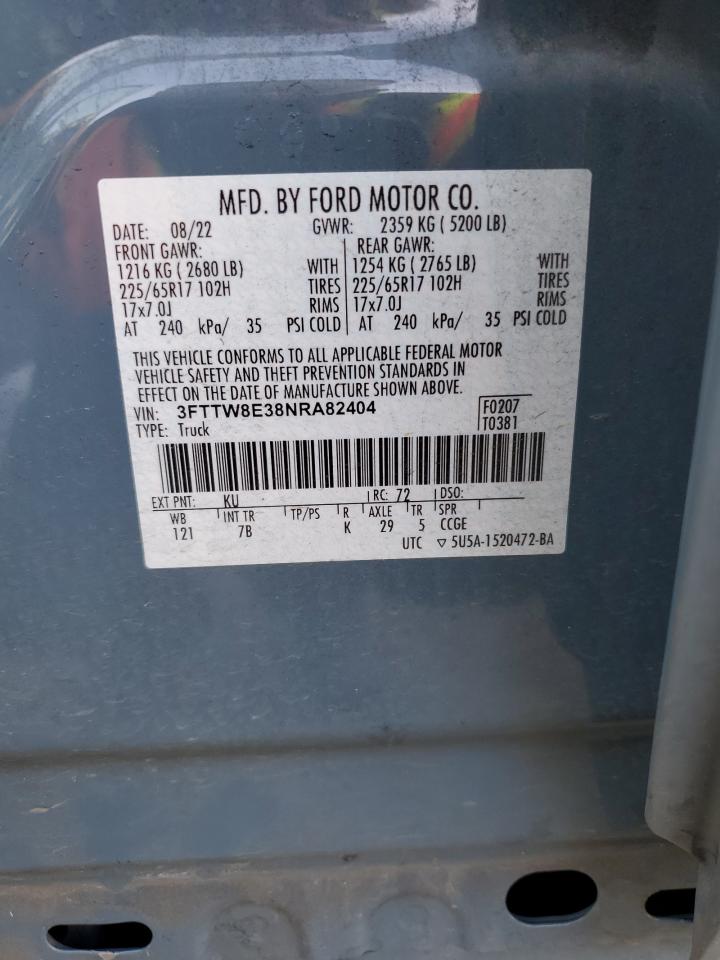 MFD. BY FORD MOTOR CO.
DATE: 08/22 GVWR: 2359 KG ( 5200 LB)
FRONT GAWR: REAR GAWR:
1216 KG ( 2680 LB) WITH 1254 KG ( 2765 LB) WITH
225/65R17 102H TIRES 225/65R17 102H TIRES
17x7.0J RIMS 17x7.0J RIMS
AT 240 kPa/ 35 PSI COLD AT 240 kPa/ 35 PSI COLD
THIS VEHICLE CONFORMS TO ALL APPLICABLE FEDERAL MOTOR
VEHICLE SAFETY AND THEFT PREVENTION STANDARDS IN
EFFECT ON THE DATE OF MANUFACTURE SHOWN ABOVE.
VIN: 3FTTW8E38NRA82404 F0207
TYPE: Truck T0381
EXT PNT: KU RC: 72 DSO:
WB INT TR TP/PS R AXLE TR SPR
121 7B K 29 5 CCGE
UTC ▽ 5U5A-1520472-BA